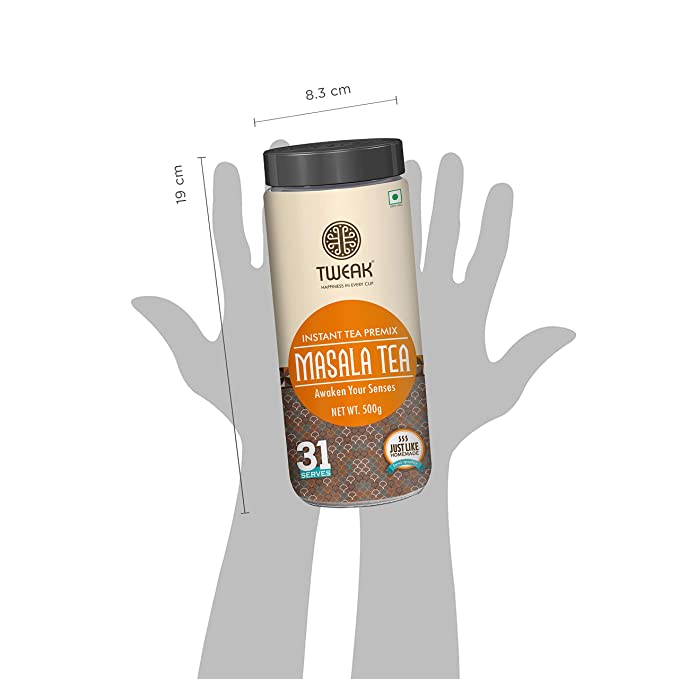 8.3 cm
19 cm
TWEAK
HAPPINESS IN EVERY CUP
INSTANT TEA PREMIX
MASALA TEA
Awaken Your Senses
NET WT. 500g
31
SERVES
JUST LIKE
HOMEMADE